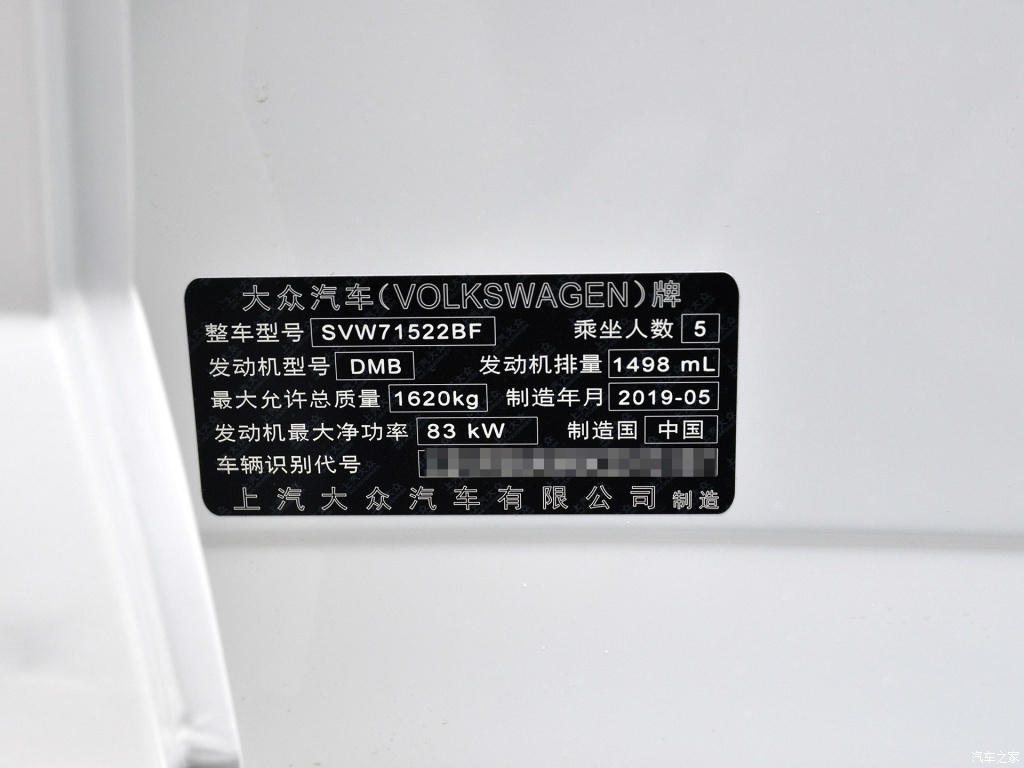 大众汽车(VOLKSWAGEN)牌
整车型号 SVW71522BF 乘坐人数 5
发动机型号 DMB 发动机排量 1498 mL
最大允许总质量 1620kg 制造年月 2019-05
发动机最大净功率 83 kW 制造国 中国
车辆识别代号
上汽大众汽车有限公司 制造
汽车之家